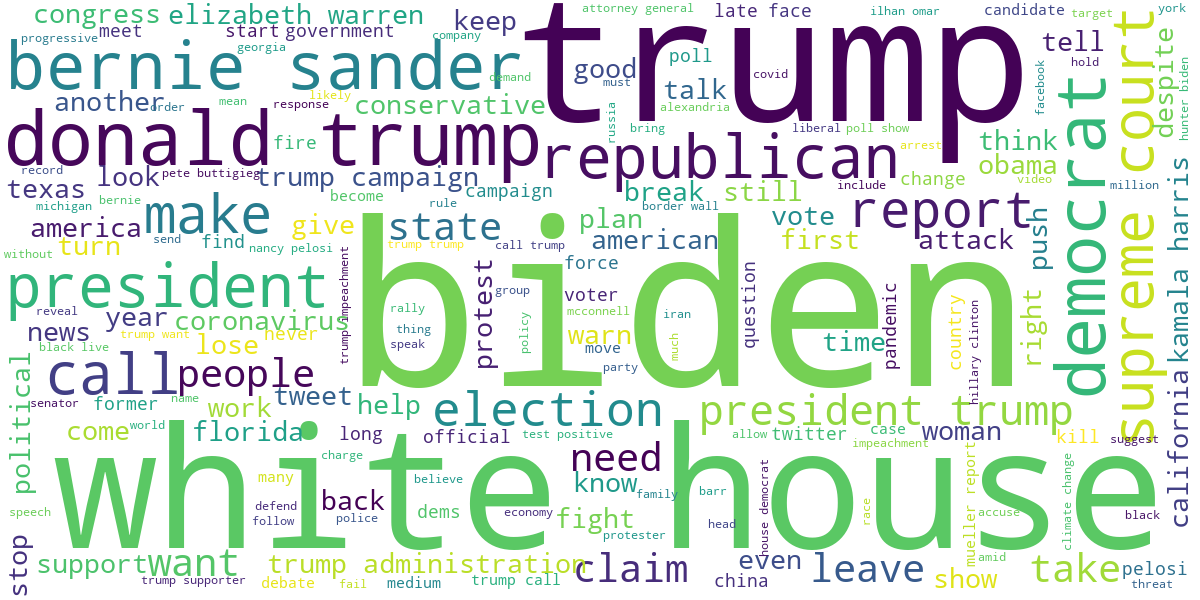 attorney general
ilhan omar
candidate
target
york
congress
elizabeth warren
keep
late face
trump
progressive
meet
start
government
tell
georgia
company
poll
hold
despite
bernie sander
good
covid
supreme court
democrat
facebook
hunter biden
another
order
mean
response
likely
conservative
demand
must
talk
alexandria
donald trump
fire
russia
bring
liberal
poll show
arrest
think
record
texas
look
pete buttigieg
trump campaign
republican
obama
michigan
bernie
become
campaign
break
still
include
change
video
million
america
make
rule
border wall
kamala harris
send
find
give
state
plan
vote
report
without
turn
nancy pelosi
trump trump
call trump
american
first
attack
push
president
trump impeachment
biden
protest
force
question
reveal
year
coronavirus
rally
group
voter
mcconnell
iran
pandemic
country
right
hillary clinton
news
trump want
never
thing
policy
warn
much
time
black live
lose
speak
move
party
political
call
people
california
senator
former
name
work
tweet
help
election
president trump
come
world
florida
long
official
test positive
allow
twitter
case
woman
kill
suggest
impeachment
white house
charge
need
many
believe
know
family
barr
house democrat
race
mueller report
accuse
climate change
black
speech
defend
back
dems
economy
fight
head
follow
police
protester
stop
support
want
trump administration
claim
even
leave
amid
take
pelosi
trump supporter
debate
fail
medium
trump call
china
show
threat